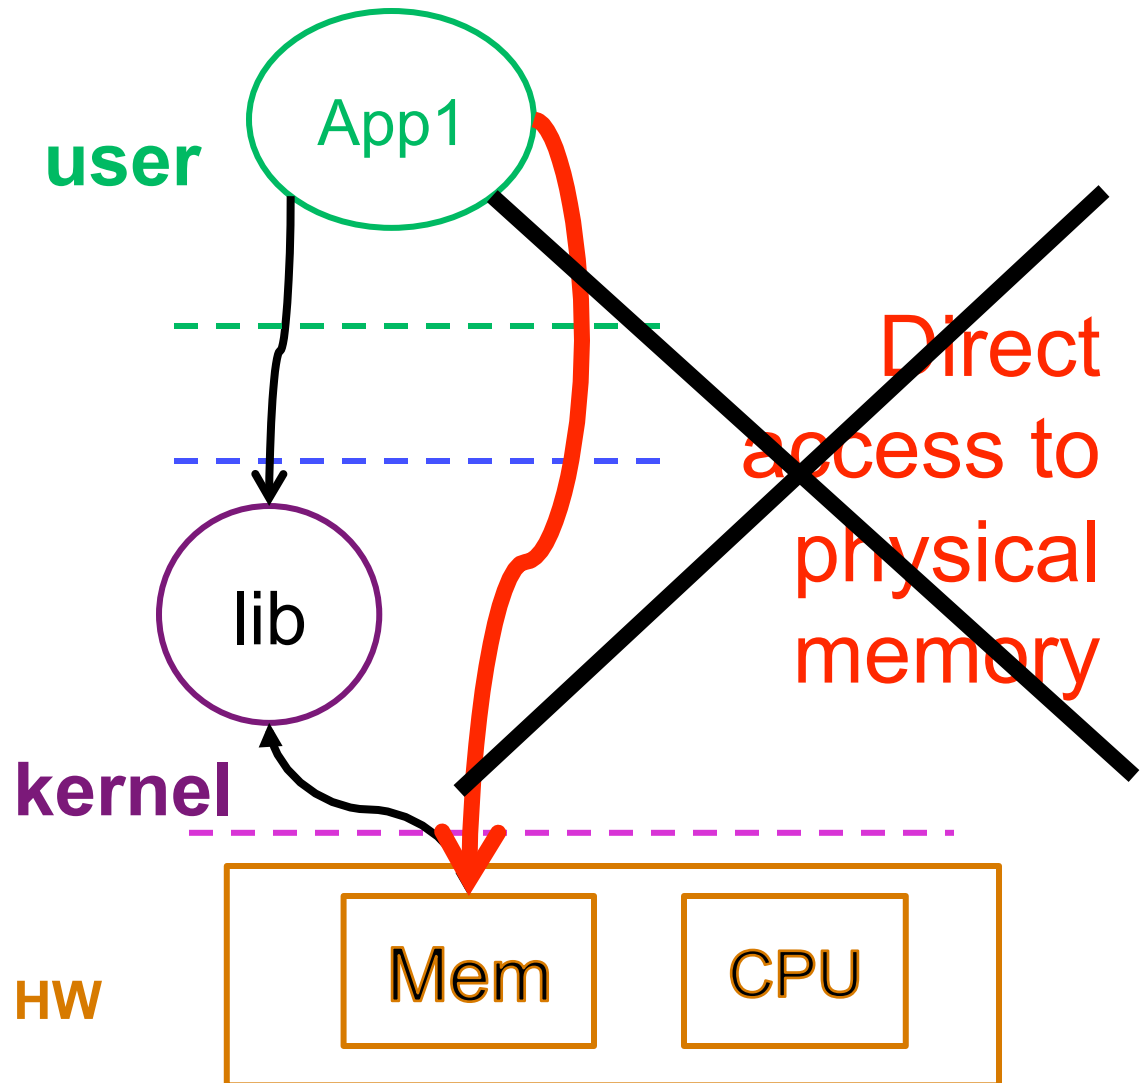 App1
user
Direct
access to
physical
memory
lib
kernel
Mem
CPU
HW